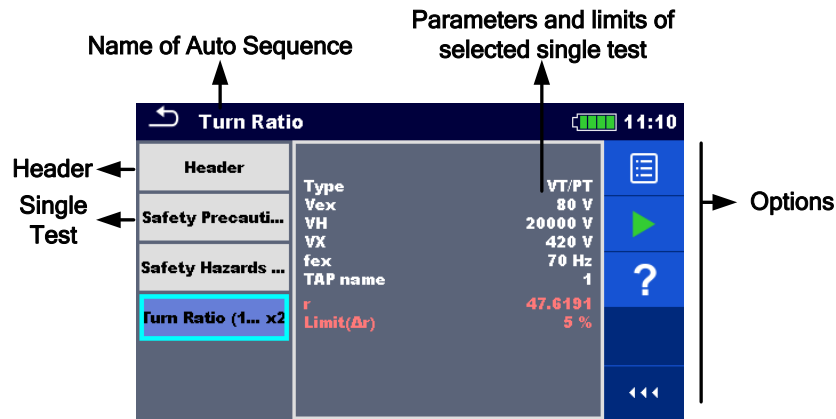 Name of Auto Sequence
Parameters and limits of
selected single test
Turn Ratio
11:10
Header
Single
Test
Header
Safety Precauti...
Safety Hazards ...
Turn Ratio (1... x2
Type VT/PT
Vex 80 V
VH 20000 V
VX 420 V
fex 70 Hz
TAP name 1
r 47.6191
Limit(Δr) 5 %
?
Options